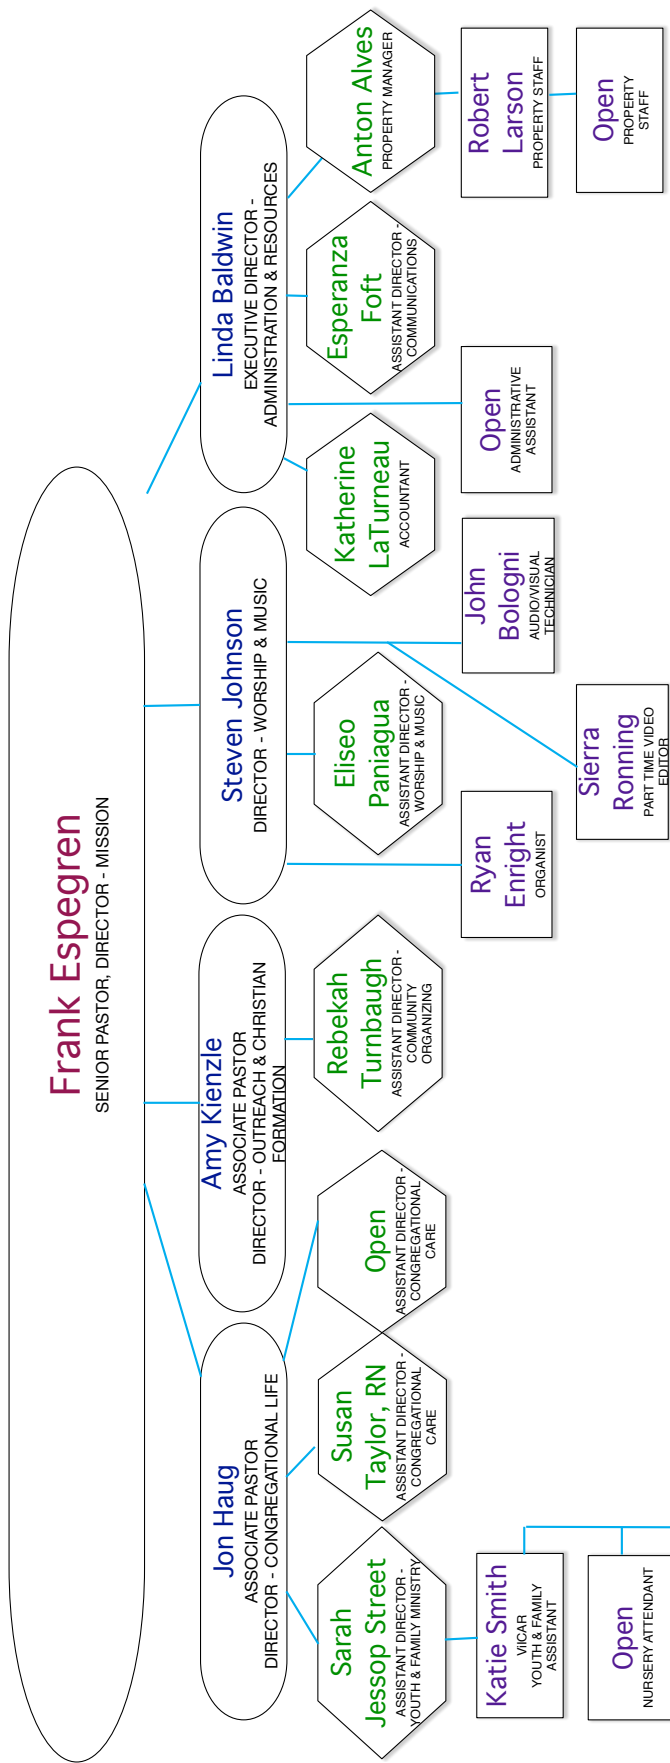 Frank Espegren
SENIOR PASTOR, DIRECTOR - MISSION
Jon Haug
ASSOCIATE PASTOR
DIRECTOR - CONGREGATIONAL LIFE
Amy Kienzle
ASSOCIATE PASTOR
DIRECTOR - OUTREACH & CHRISTIAN
FORMATION
Steven Johnson
DIRECTOR - WORSHIP & MUSIC
Linda Baldwin
EXECUTIVE DIRECTOR -
ADMINISTRATION & RESOURCES
Sarah
Jessop Street
ASSISTANT DIRECTOR -
YOUTH & FAMILY MINISTRY
Susan
Taylor, RN
ASSISTANT DIRECTOR -
CONGREGATIONAL
CARE
Open
ASSISTANT DIRECTOR -
CONGREGATIONAL
CARE
Rebekah
Turnbaugh
ASSISTANT DIRECTOR -
COMMUNITY
ORGANIZING
Eliseo
Paniagua
ASSISTANT DIRECTOR -
WORSHIP & MUSIC
Katherine
LaTurneau
ACCOUNTANT
Esperanza
Foft
ASSISTANT DIRECTOR -
COMMUNICATIONS
Anton Alves
PROPERTY MANAGER
Katie Smith
VIICAR
YOUTH & FAMILY
ASSISTANT
Ryan
Enright
ORGANIST
John
Bologni
AUDIO/VISUAL
TECHNICIAN
Open
ADMINISTRATIVE
ASSISTANT
Robert
Larson
PROPERTY STAFF
Open
NURSERY ATTENDANT
Sierra
Ronning
PART TIME VIDEO
EDITOR
Open
PROPERTY
STAFF